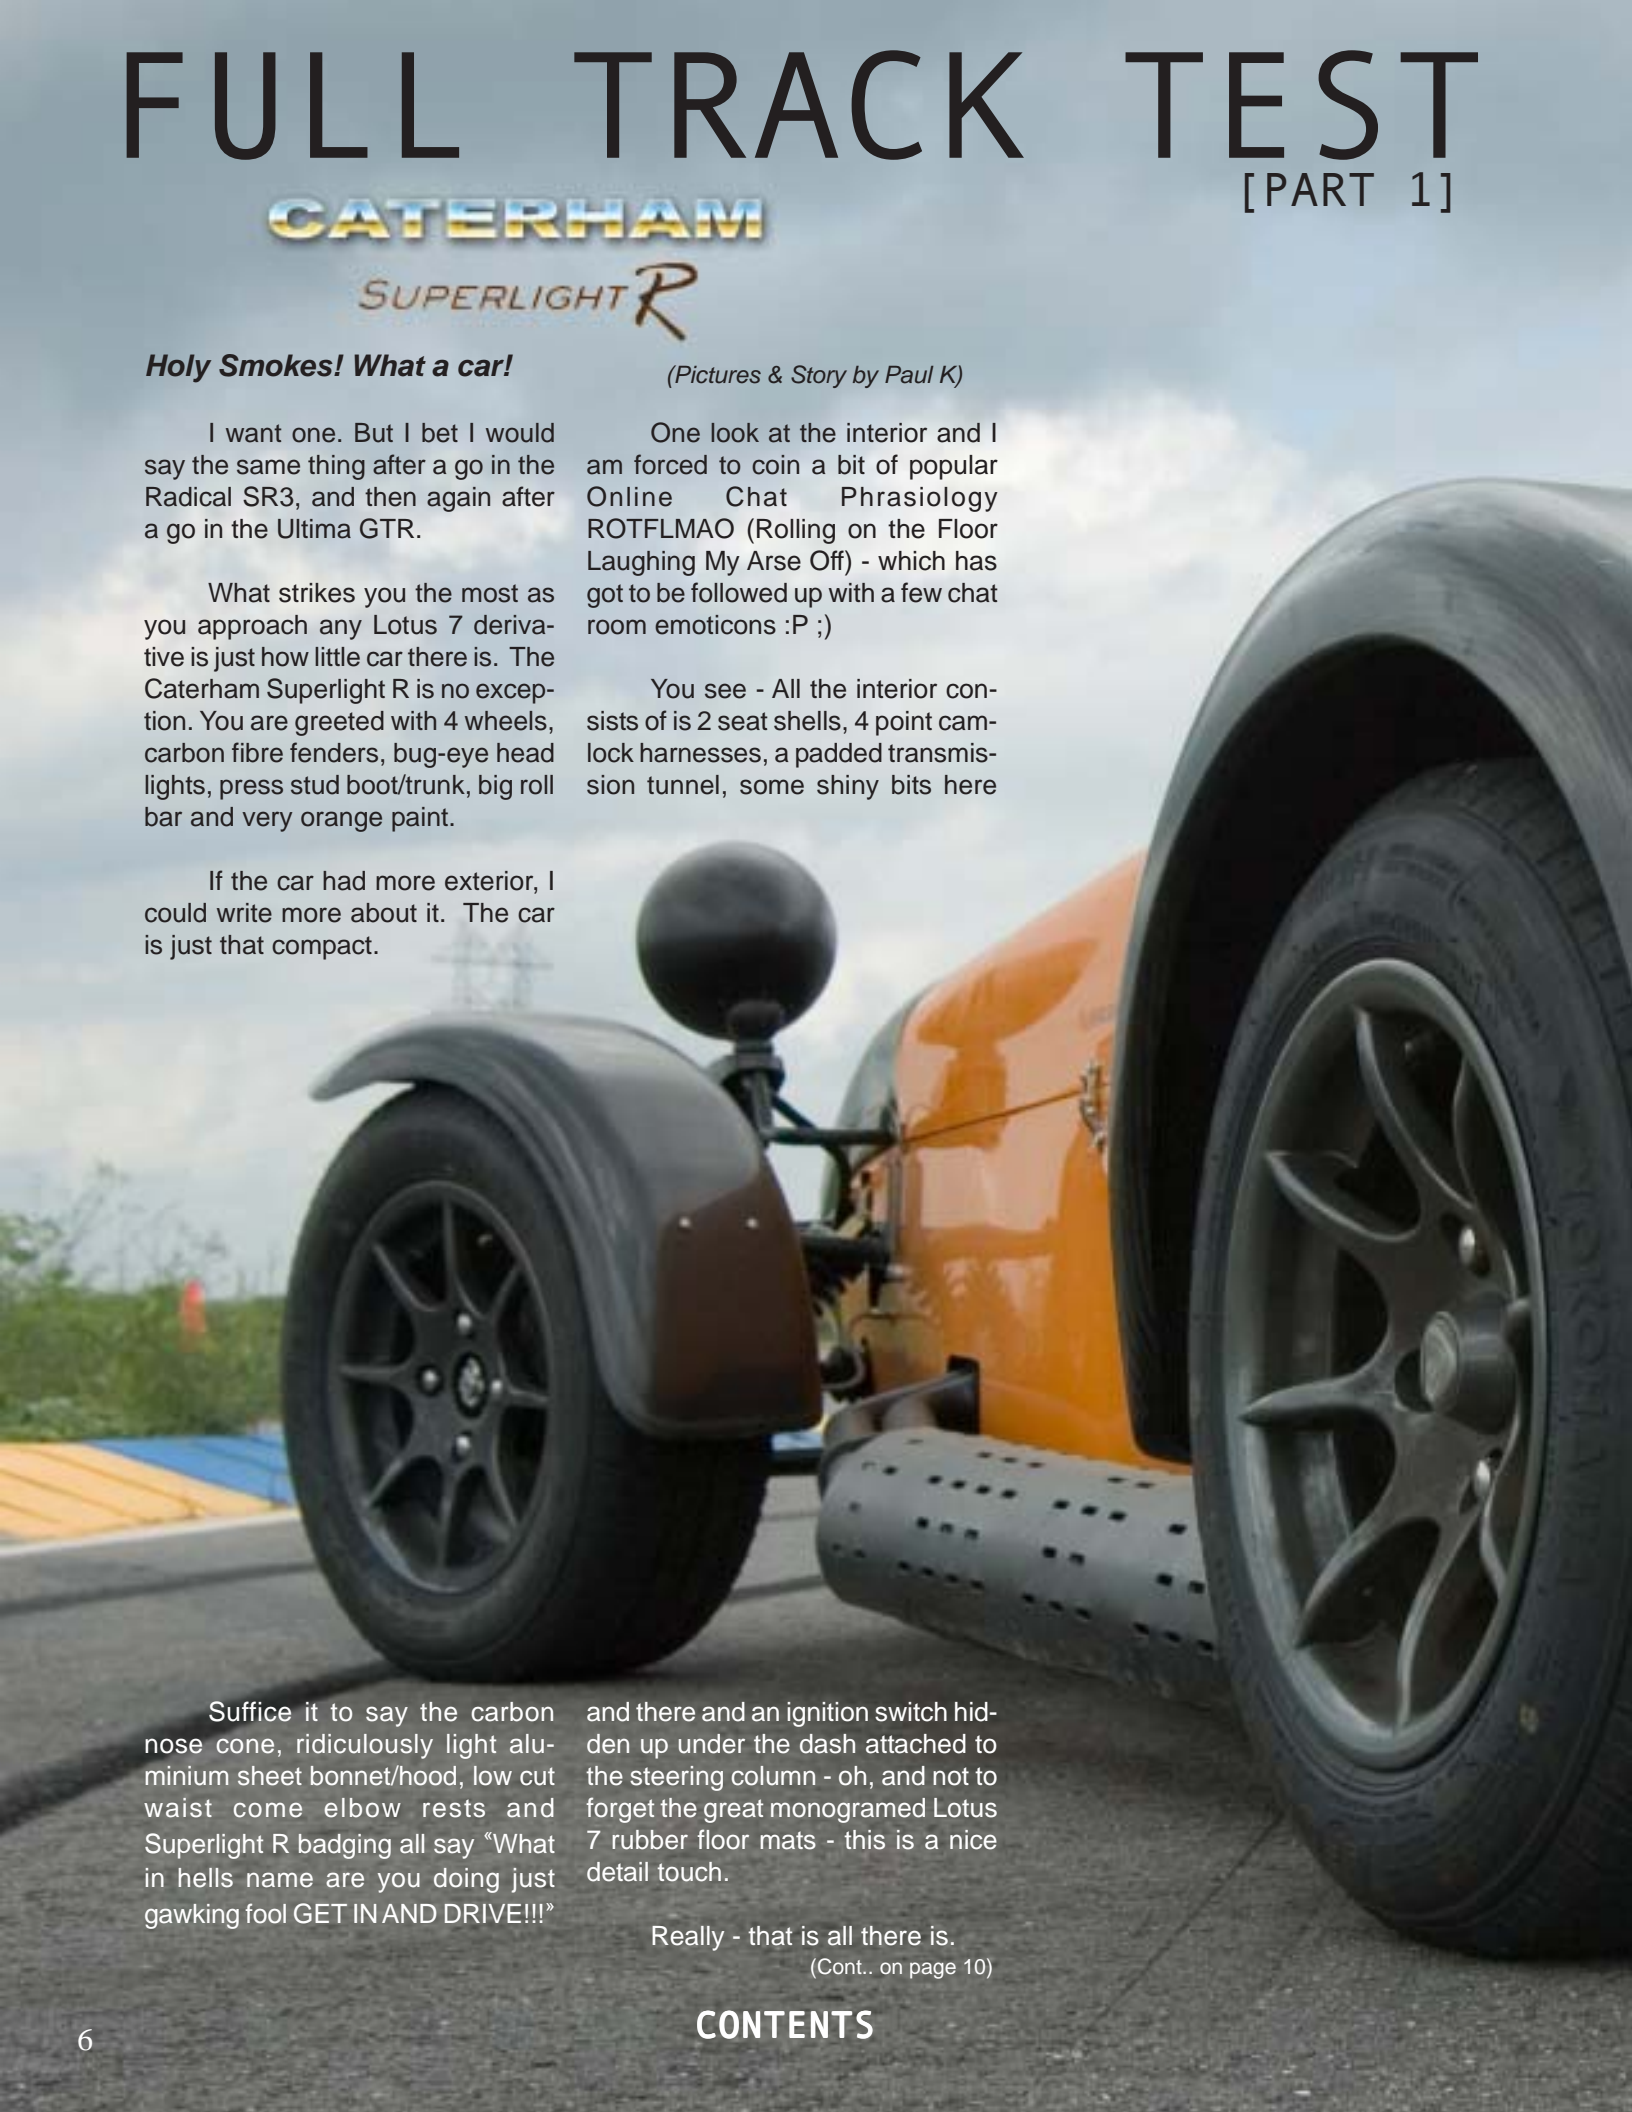 FULL TRACK TEST
[PART 1]
CATERHAM
SUPERLIGHT R
Holy Smokes! What a car!
(Pictures & Story by Paul K)
I want one. But I bet I would
say the same thing after a go in the
Radical SR3, and then again after
a go in the Ultima GTR.
What strikes you the most as
you approach any Lotus 7 deriva-
tive is just how little car there is. The
Caterham Superlight R is no excep-
tion. You are greeted with 4 wheels,
carbon fibre fenders, bug-eye head
lights, press stud boot/trunk, big roll
bar and very orange paint.
If the car had more exterior, I
could write more about it. The car
is just that compact.
Suffice it to say the carbon
nose cone, ridiculously light alu-
minium sheet bonnet/hood, low cut
waist come elbow rests and
Superlight R badging all say “What
in hells name are you doing just
gawking fool GET IN AND DRIVE!!!”
One look at the interior and I
am forced to coin a bit of popular
Online Chat Phrasiology
ROTFLMAO (Rolling on the Floor
Laughing My Arse Off) - which has
got to be followed up with a few chat
room emoticons :P ;)
You see - All the interior con-
sists of is 2 seat shells, 4 point cam-
lock harnesses, a padded transmis-
sion tunnel, some shiny bits here
and there and an ignition switch hid-
den up under the dash attached to
the steering column - oh, and not to
forget the great monogramed Lotus
7 rubber floor mats - this is a nice
detail touch.
Really - that is all there is.
(Cont.. on page 10)
CONTENTS
6